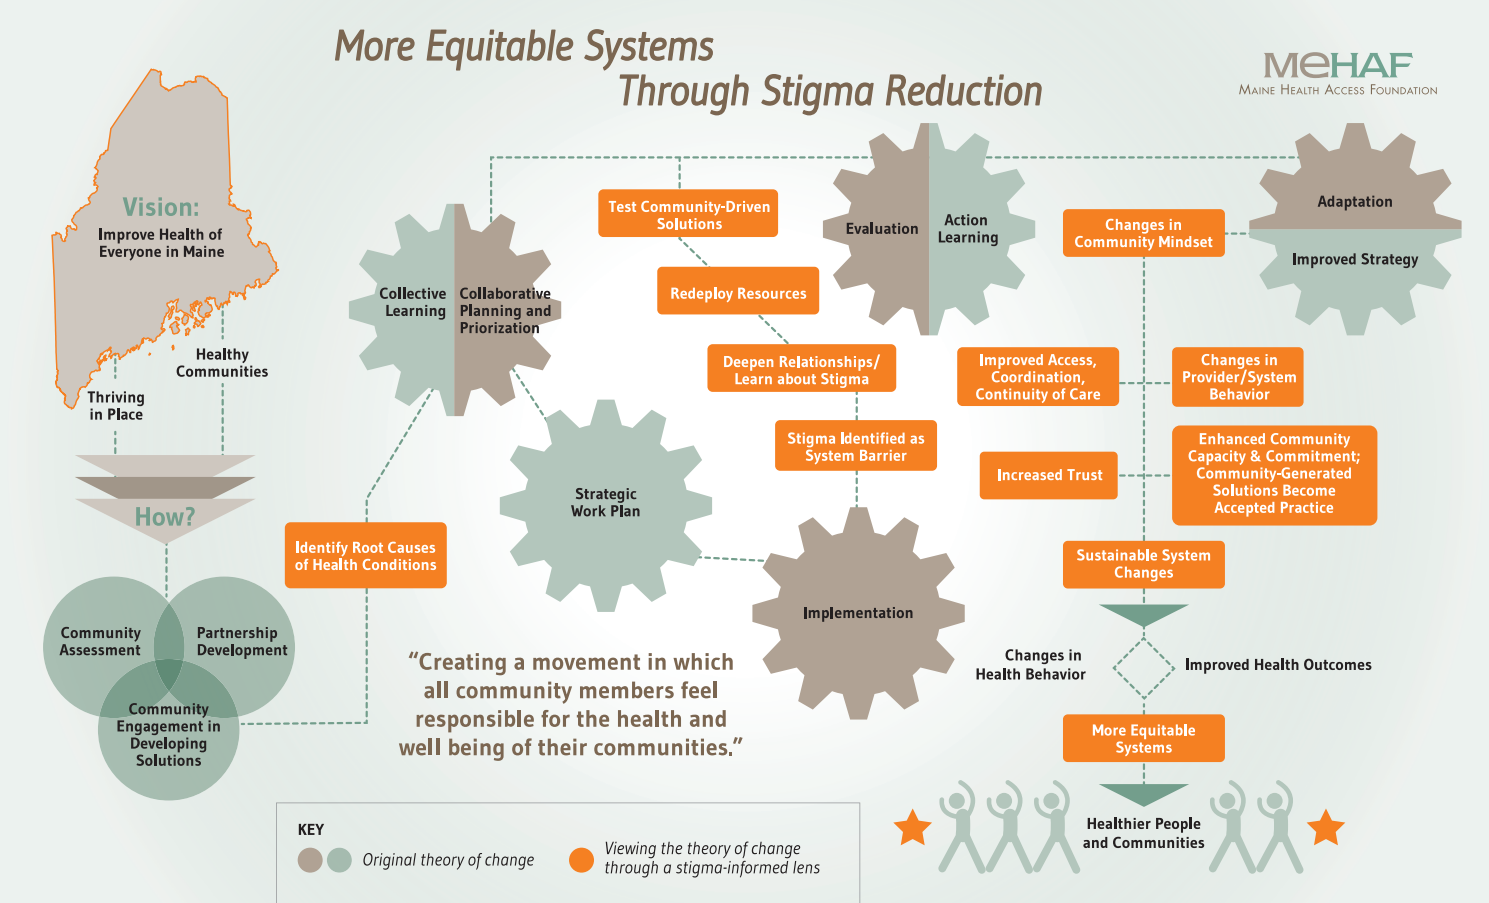 More Equitable Systems
Through Stigma Reduction
MeHAF
Maine Health Access Foundation
Vision:
Improve Health of
Everyone in Maine
Healthy
Communities
Thriving
in Place
How?
Community
Assessment
Partnership
Development
Community
Engagement in
Developing
Solutions
Identify Root Causes
of Health Conditions
Collective
Learning
Collaborative
Planning and
Priorization
Strategic
Work Plan
Implementation
Stigma Identified as
System Barrier
Deepen Relationships/
Learn about Stigma
Redeploy Resources
Test Community-Driven
Solutions
Evaluation
Action
Learning
Adaptation
Improved Strategy
Changes in
Community Mindset
Improved Access,
Coordination,
Continuity of Care
Changes in
Provider/System
Behavior
Increased Trust
Enhanced Community
Capacity & Commitment;
Community-Generated
Solutions Become
Accepted Practice
Sustainable System
Changes
Changes in
Health Behavior
Improved Health Outcomes
More Equitable
Systems
Healthier People
and Communities
“Creating a movement in which
all community members feel
responsible for the health and
well being of their communities.”
KEY
Original theory of change
Viewing the theory of change
through a stigma-informed lens